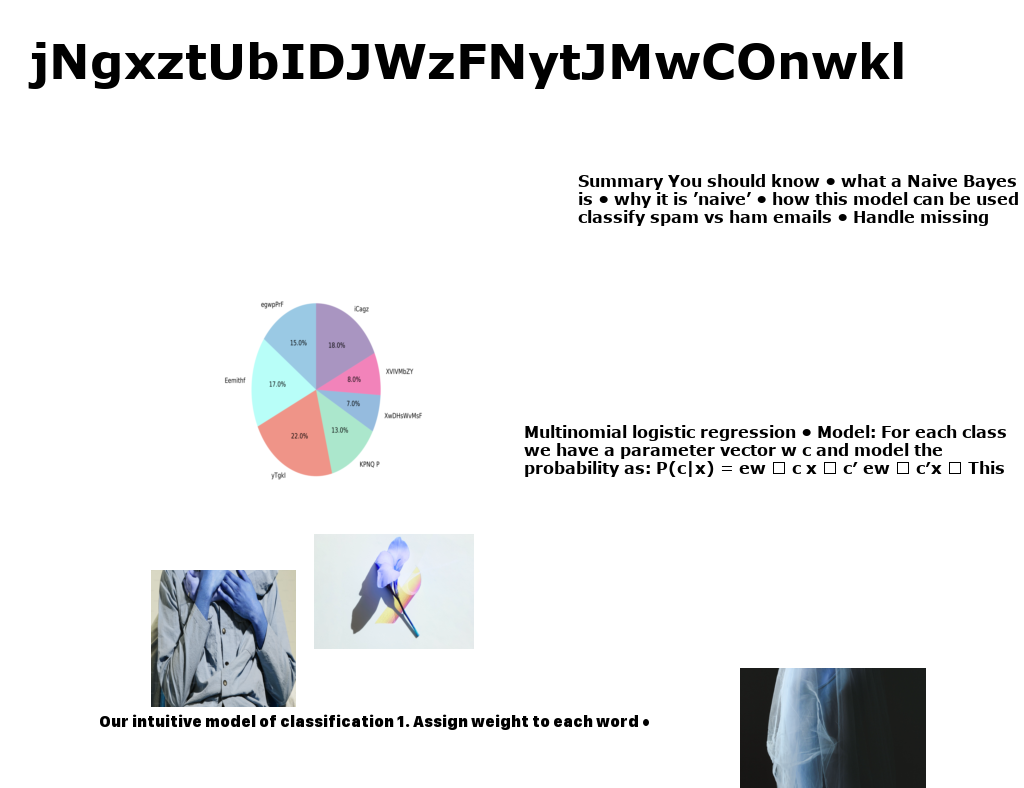 jNgxztUbIDJWzFNytJMwCOnwkl
Summary You should know • what a Naive Bayes
is • why it is ’naive’ • how this model can be used
classify spam vs ham emails • Handle missing
egwpPrF
iCagz
15.0%
18.0%
XVIVMbZY
Eemithf
17.0%
8.0%
7.0%
XwDHsWvMsF
22.0%
13.0%
KPNQ P
yTgkI
Multinomial logistic regression • Model: For each class
we have a parameter vector w c and model the
probability as: P(c|x) = ew □ c x □ c′ ew □ c′x □ This
Our intuitive model of classification 1. Assign weight to each word •